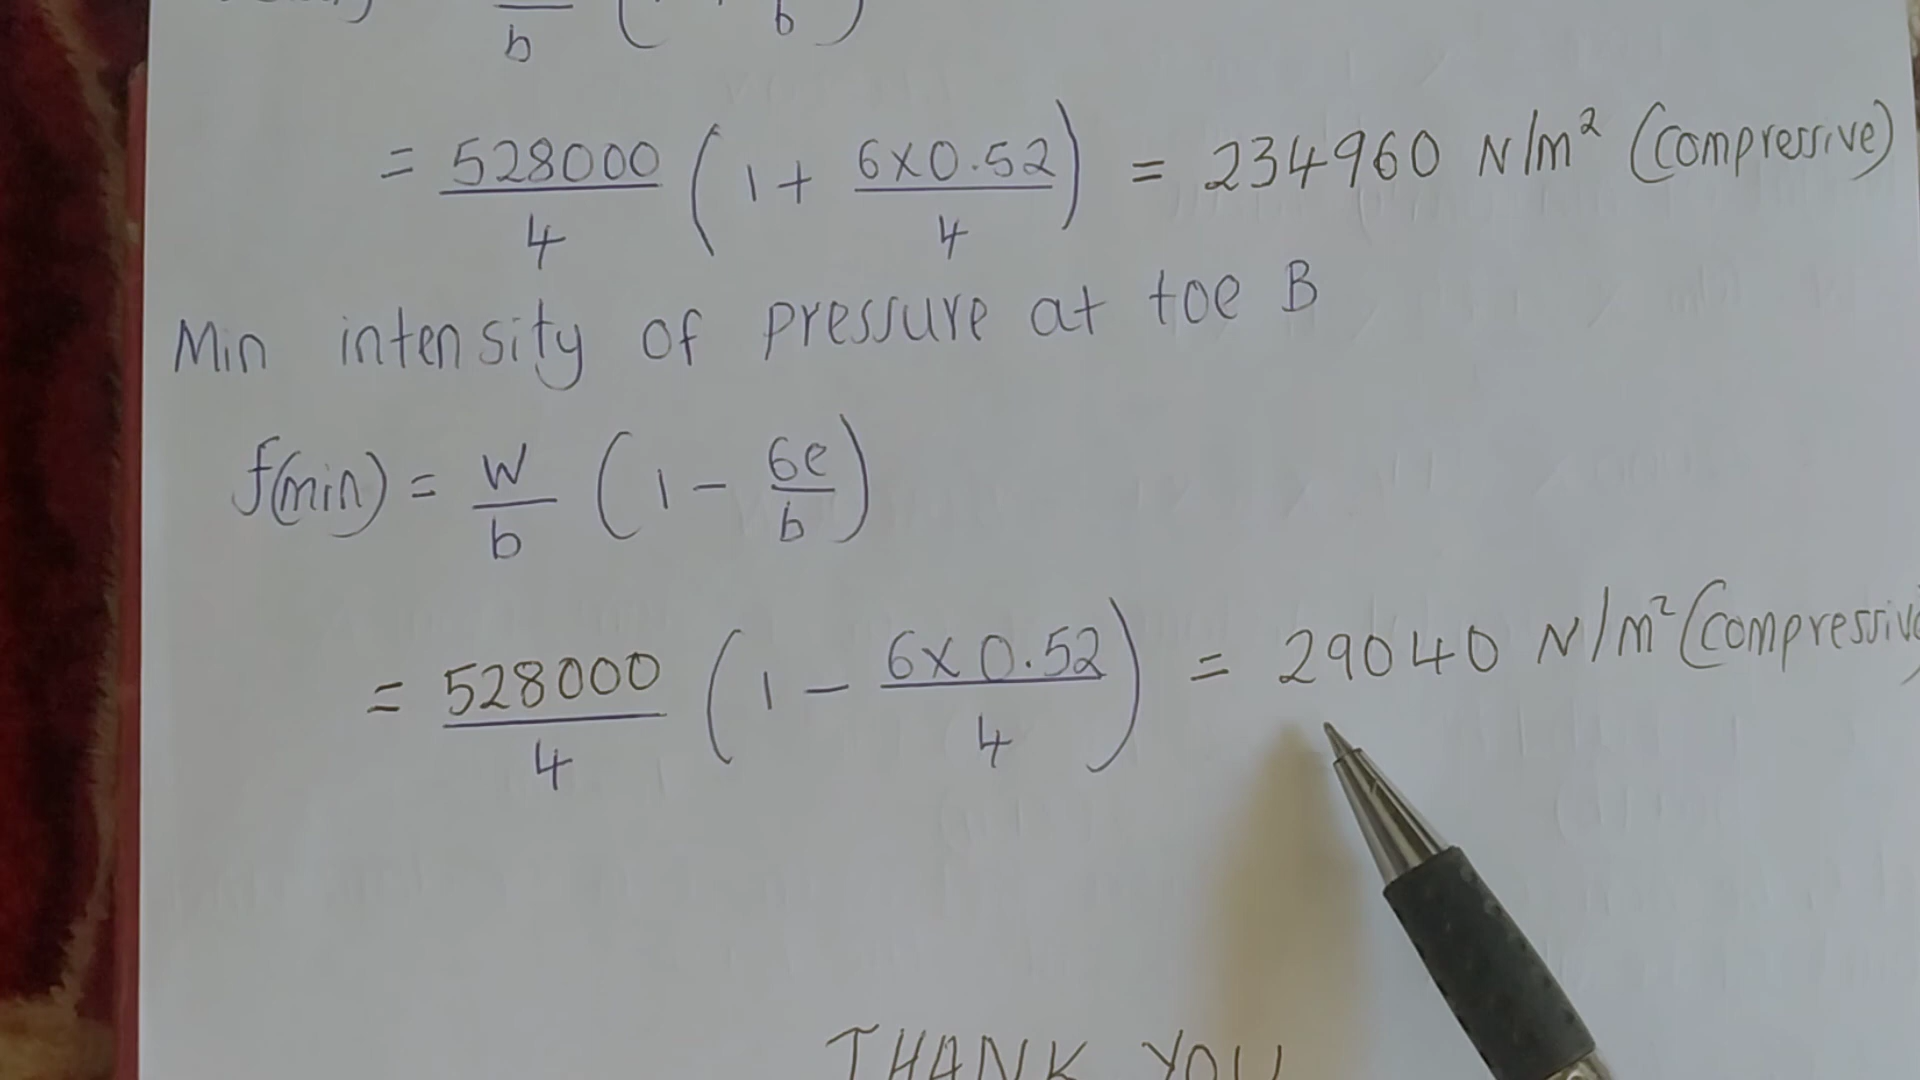 b ( b )
= 528000/4 ( 1 + 6×0.52/4 ) = 234960 N/m² (compressive)
Min intensity of pressure at toe B
f(min) = W/b ( 1 - 6e/b )
= 528000/4 ( 1 - 6×0.52/4 ) = 29040 N/m² (compressive
THANK YOU